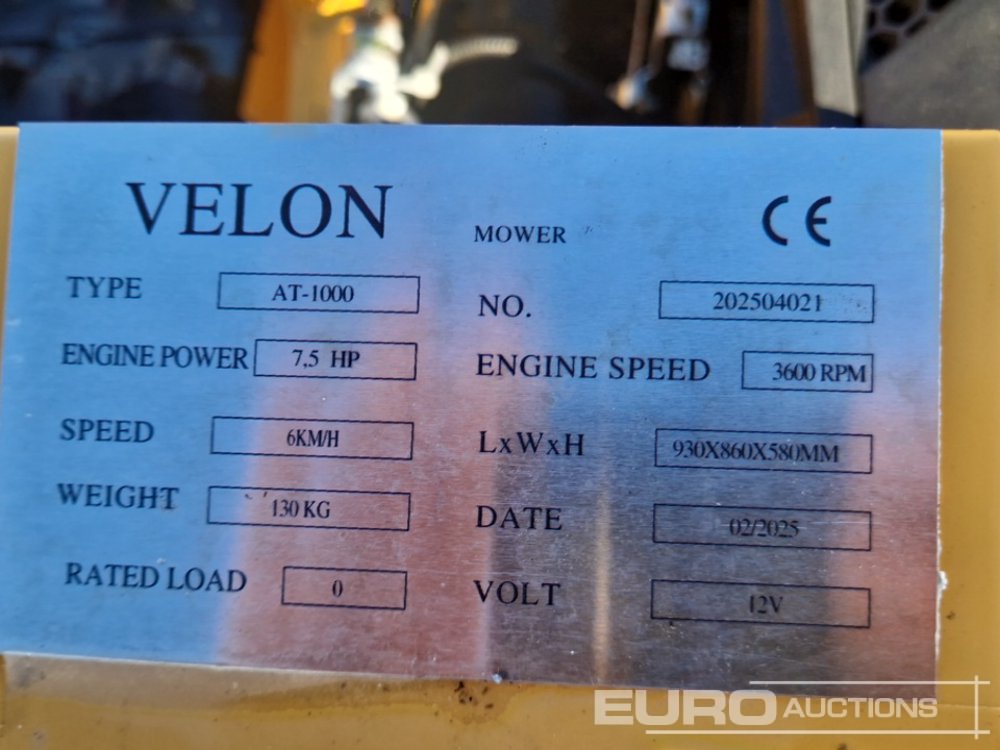 VELON MOWER CE
TYPE AT-1000 NO. 202504021
ENGINE POWER 7,5 HP ENGINE SPEED 3600 RPM
SPEED 6KM/H LxWxH 930X860X580MM
WEIGHT 130 KG DATE 02/2025
RATED LOAD 0 VOLT 12V
EURO AUCTIONS